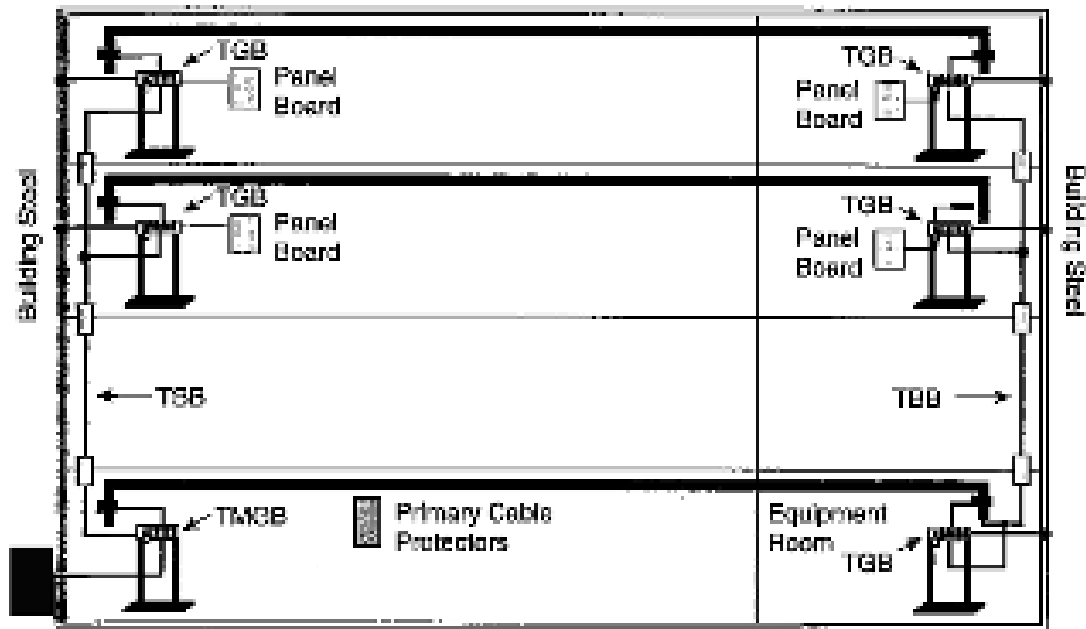 TGB
Panel
Board
TGB
Panel
Board
Building Steel
TGB
Panel
Board
TGB
Panel
Board
Building Steel
TBB
TBB
TMGB
Primary Cable
Protectors
Equipment
Room
TGB